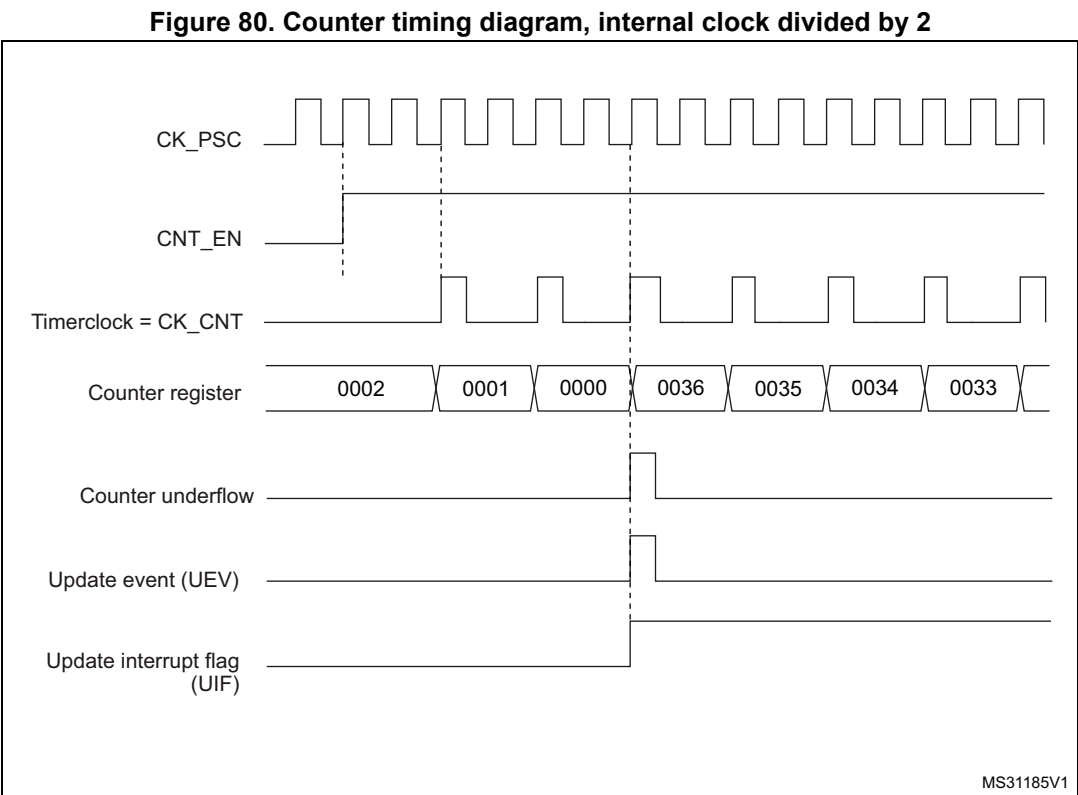 Figure 80. Counter timing diagram, internal clock divided by 2
CK_PSC
CNT_EN
Timerclock = CK_CNT
Counter register 0002 0001 0000 0036 0035 0034 0033
Counter underflow
Update event (UEV)
Update interrupt flag
(UIF)
MS31185V1